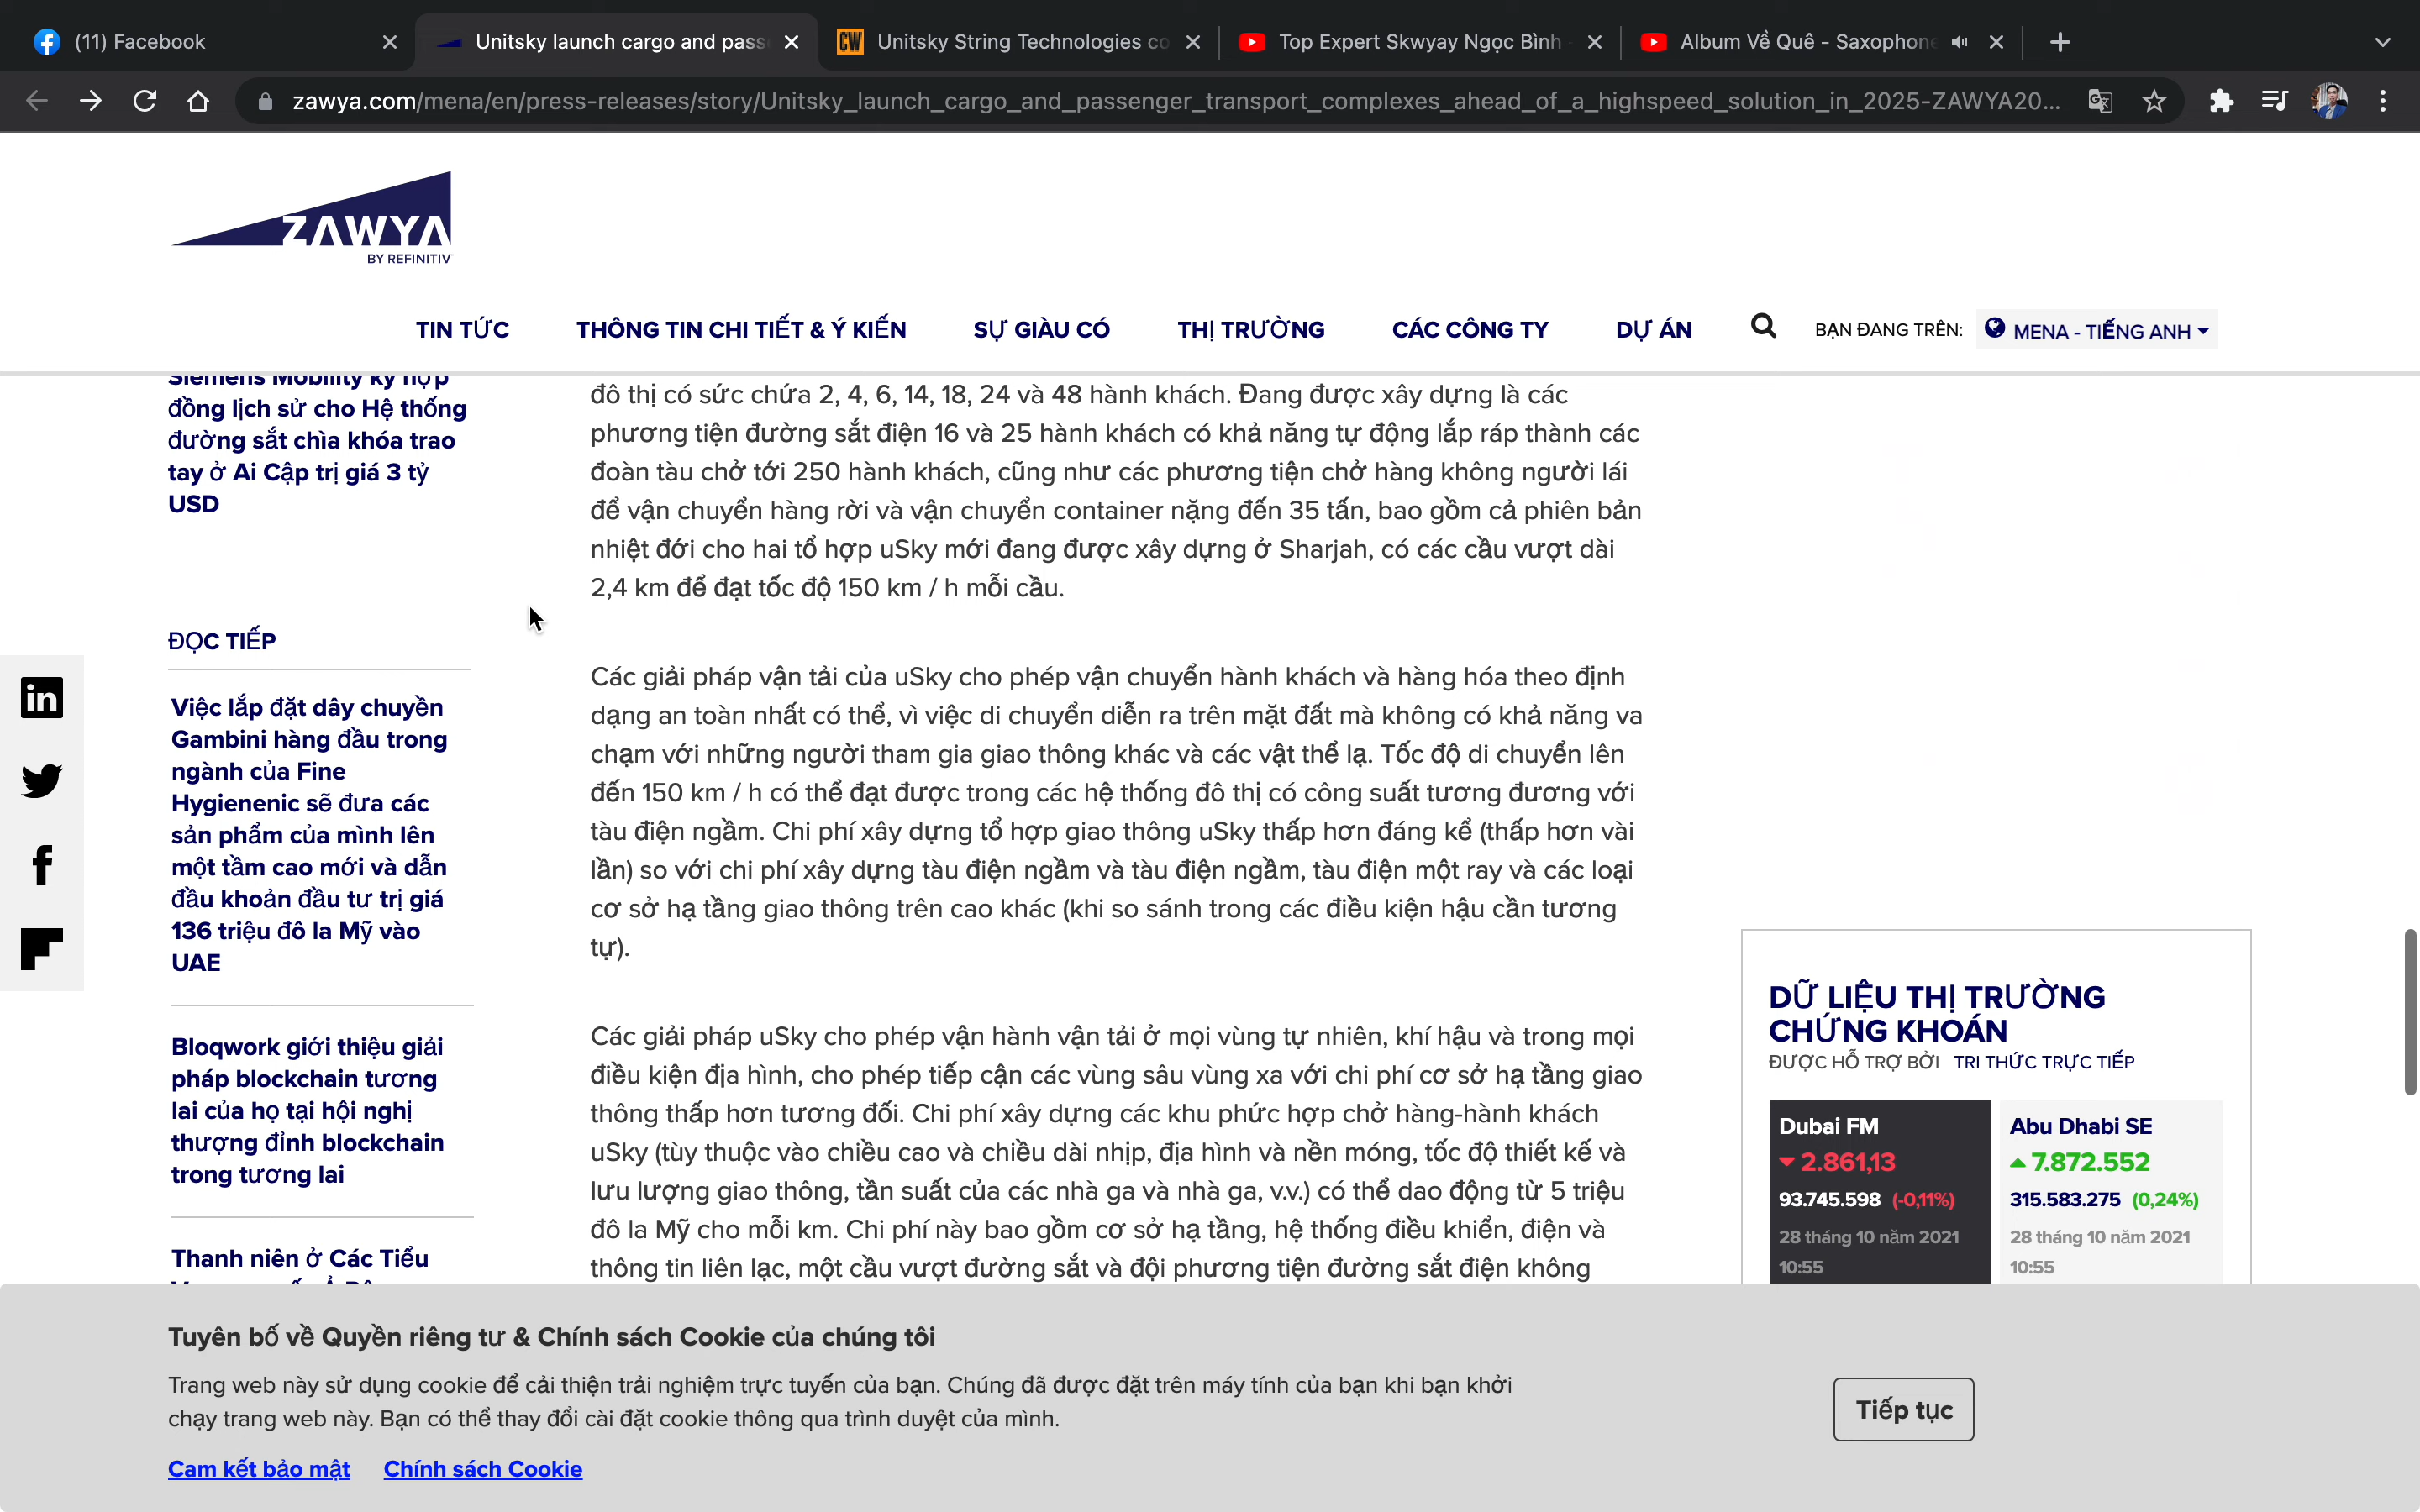 (11) Facebook
Unitsky launch cargo and pass
Unitsky String Technologies co
Top Expert Skwyay Ngọc Bình
Album Về Quê - Saxophone
zawya.com/mena/en/press-releases/story/Unitsky_launch_cargo_and_passenger_transport_complexes_ahead_of_a_highspeed_solution_in_2025-ZAWYA20...
ZAWYA
BY REFINITIV
TIN TỨC
THÔNG TIN CHI TIẾT & Ý KIẾN
SỰ GIÀU CÓ
THỊ TRƯỜNG
CÁC CÔNG TY
DỰ ÁN
BẠN ĐANG TRÊN:
MENA - TIẾNG ANH
Siemens Mobility ký hợp
đồng lịch sử cho Hệ thống
đường sắt chìa khóa trao
tay ở Ai Cập trị giá 3 tỷ
USD
ĐỌC TIẾP
Việc lắp đặt dây chuyền
Gambini hàng đầu trong
ngành của Fine
Hygienenic sẽ đưa các
sản phẩm của mình lên
một tầm cao mới và dẫn
đầu khoản đầu tư trị giá
136 triệu đô la Mỹ vào
UAE
Bloqwork giới thiệu giải
pháp blockchain tương
lai của họ tại hội nghị
thượng đỉnh blockchain
trong tương lai
Thanh niên ở Các Tiểu
đô thị có sức chứa 2, 4, 6, 14, 18, 24 và 48 hành khách. Đang được xây dựng là các
phương tiện đường sắt điện 16 và 25 hành khách có khả năng tự động lắp ráp thành các
đoàn tàu chở tới 250 hành khách, cũng như các phương tiện chở hàng không người lái
để vận chuyển hàng rời và vận chuyển container nặng đến 35 tấn, bao gồm cả phiên bản
nhiệt đới cho hai tổ hợp uSky mới đang được xây dựng ở Sharjah, có các cầu vượt dài
2,4 km để đạt tốc độ 150 km / h mỗi cầu.
Các giải pháp vận tải của uSky cho phép vận chuyển hành khách và hàng hóa theo định
dạng an toàn nhất có thể, vì việc di chuyển diễn ra trên mặt đất mà không có khả năng va
chạm với những người tham gia giao thông khác và các vật thể lạ. Tốc độ di chuyển lên
đến 150 km / h có thể đạt được trong các hệ thống đô thị có công suất tương đương với
tàu điện ngầm. Chi phí xây dựng tổ hợp giao thông uSky thấp hơn đáng kể (thấp hơn vài
lần) so với chi phí xây dựng tàu điện ngầm và tàu điện ngầm, tàu điện một ray và các loại
cơ sở hạ tầng giao thông trên cao khác (khi so sánh trong các điều kiện hậu cần tương
tự).
Các giải pháp uSky cho phép vận hành vận tải ở mọi vùng tự nhiên, khí hậu và trong mọi
điều kiện địa hình, cho phép tiếp cận các vùng sâu vùng xa với chi phí cơ sở hạ tầng giao
thông thấp hơn tương đối. Chi phí xây dựng các khu phức hợp chở hàng-hành khách
uSky (tùy thuộc vào chiều cao và chiều dài nhịp, địa hình và nền móng, tốc độ thiết kế và
lưu lượng giao thông, tần suất của các nhà ga và nhà ga, v.v.) có thể dao động từ 5 triệu
đô la Mỹ cho mỗi km. Chi phí này bao gồm cơ sở hạ tầng, hệ thống điều khiển, điện và
thông tin liên lạc, một cầu vượt đường sắt và đội phương tiện đường sắt điện không
DỮ LIỆU THỊ TRƯỜNG
CHỨNG KHOÁN
ĐƯỢC HỖ TRỢ BỞI TRI THỨC TRỰC TIẾP
Dubai FM
2.861,13
93.745.598 (-0,11%)
28 tháng 10 năm 2021
10:55
Abu Dhabi SE
7.872.552
315.583.275 (0,24%)
28 tháng 10 năm 2021
10:55
Tuyên bố về Quyền riêng tư & Chính sách Cookie của chúng tôi
Trang web này sử dụng cookie để cải thiện trải nghiệm trực tuyến của bạn. Chúng đã được đặt trên máy tính của bạn khi bạn khởi
chạy trang web này. Bạn có thể thay đổi cài đặt cookie thông qua trình duyệt của mình.
Cam kết bảo mật
Chính sách Cookie
Tiếp tục